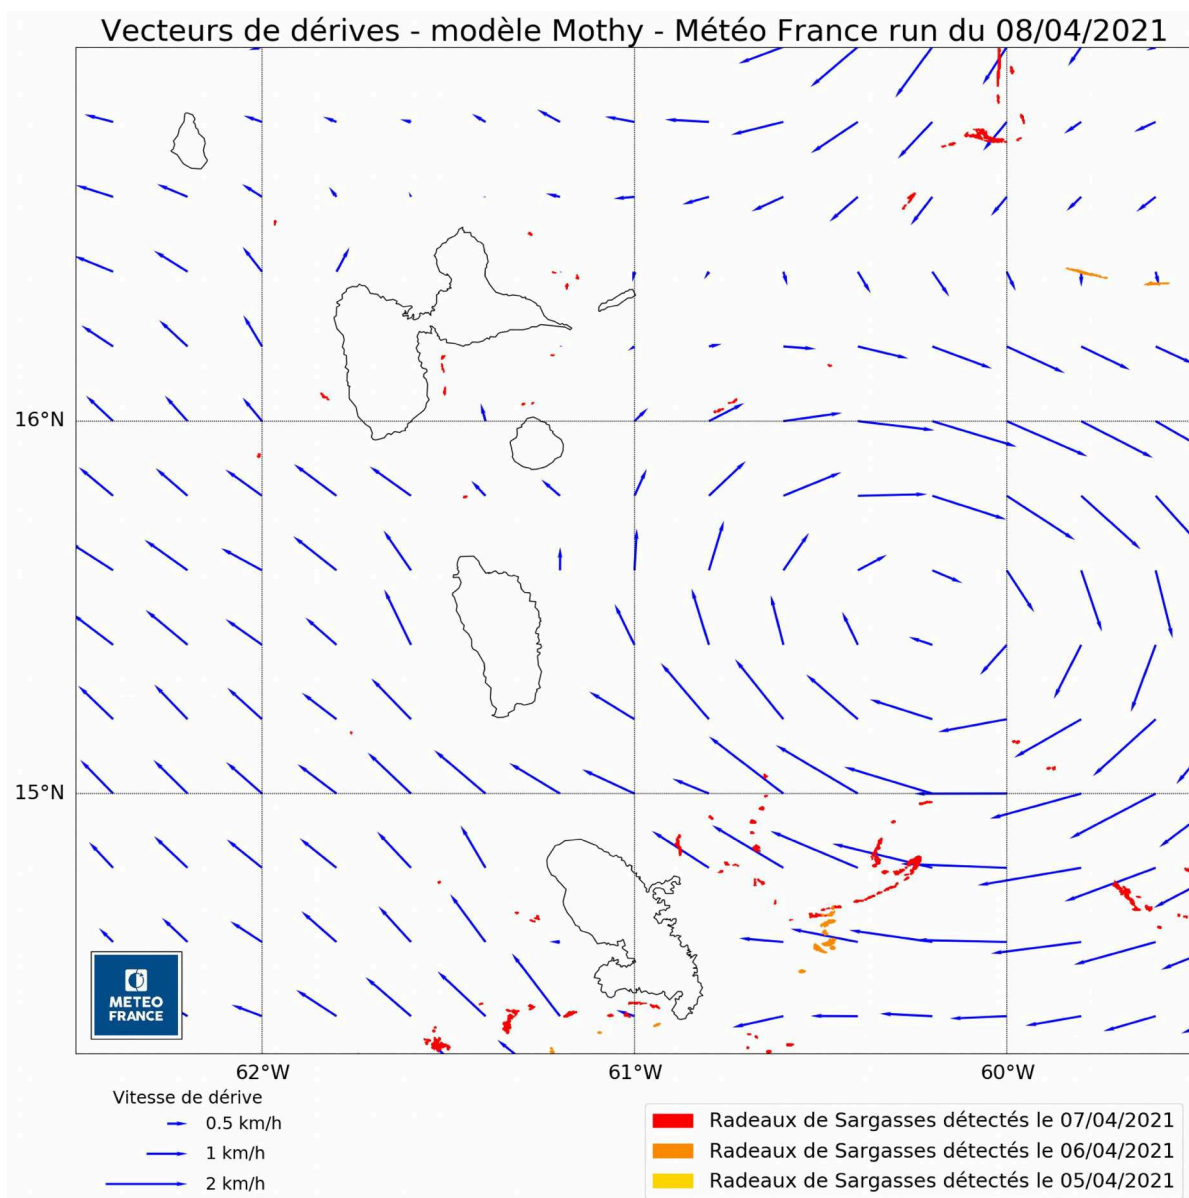 Vecteurs de dérives - modèle Mothy - Météo France run du 08/04/2021
16°N
15°N
METEO
FRANCE
62°W
61°W
60°W
Vitesse de dérive
0.5 km/h
1 km/h
2 km/h
Radeaux de Sargasses détectés le 07/04/2021
Radeaux de Sargasses détectés le 06/04/2021
Radeaux de Sargasses détectés le 05/04/2021